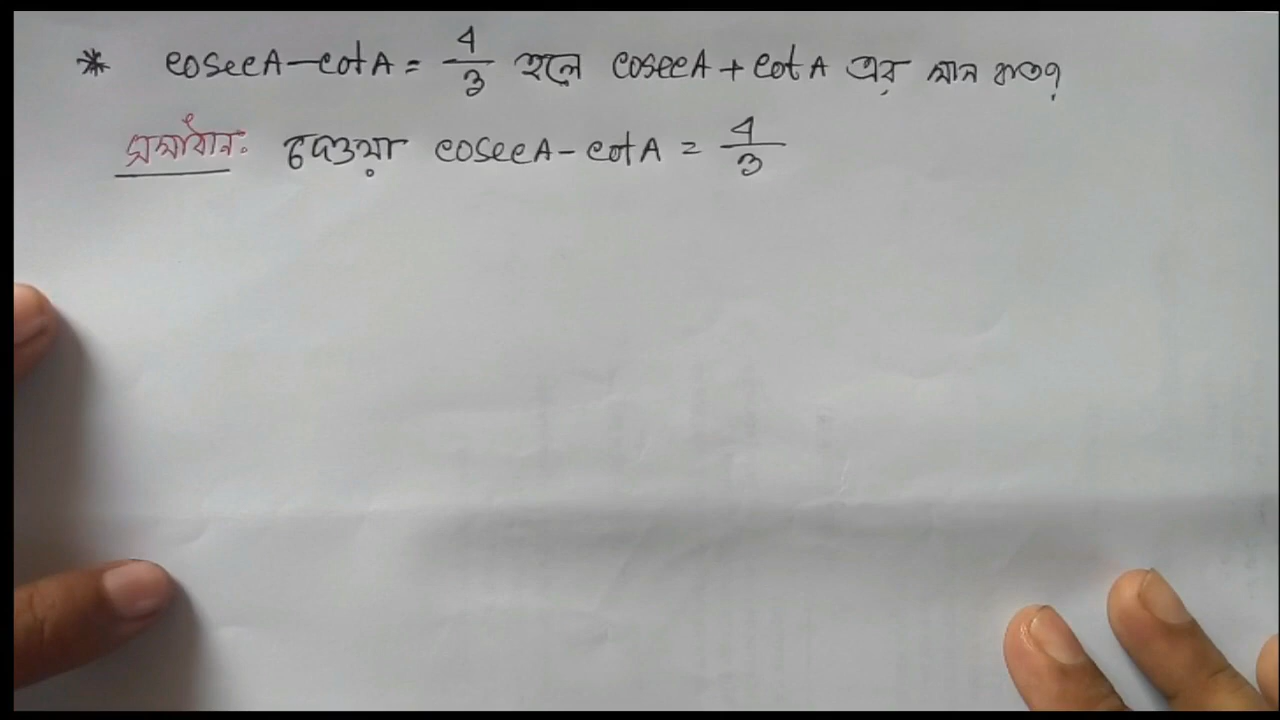 * cosecA - cotA = 4/3 হলে cosecA + cotA এর মান কত?
সমাধান: দেওয়া cosecA - cotA = 4/3